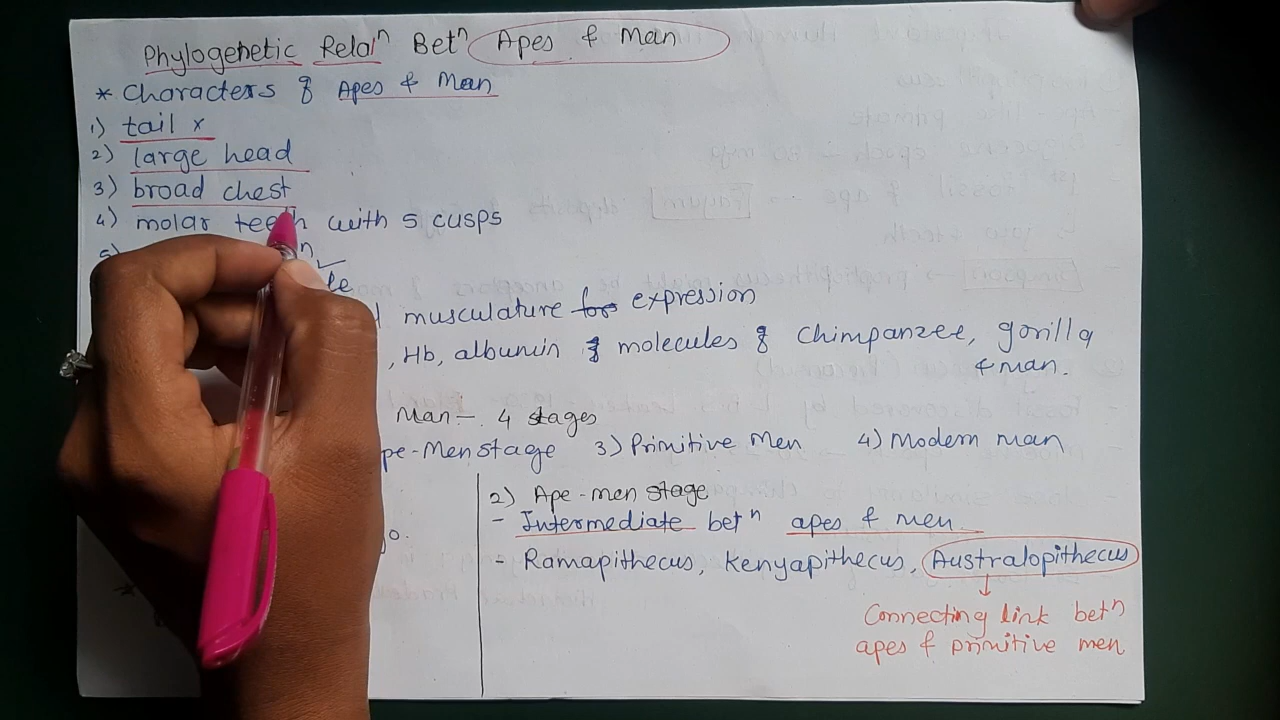 Phylogenetic Relaⁿ Betⁿ Apes & Man
* Characters of Apes & Man
1) tail x
2) large head
3) broad chest
4) molar teeth with 5 cusps
5)
musculature for expression
, Hb, albumin & molecules of Chimpanzee, gorilla
& man.
Man - 4 stages
pe-Men stage 3) Primitive Men 4) Modern man
2) Ape-men stage
- Intermediate betⁿ apes & men
- Ramapithecus, Kenyapithecus, Australopithecus
Connecting link betⁿ
apes & primitive men